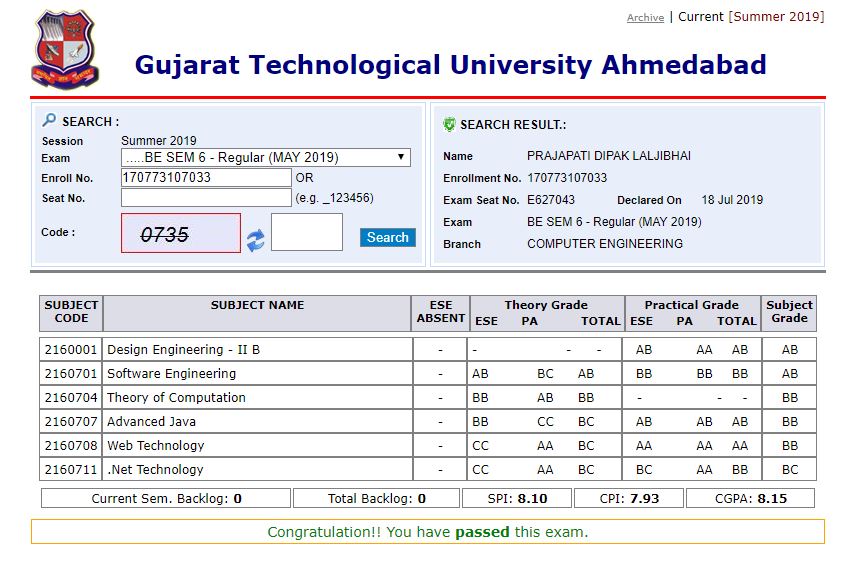 Archive | Current [Summer 2019]
Gujarat Technological University Ahmedabad
SEARCH :
Session Summer 2019
Exam .....BE SEM 6 - Regular (MAY 2019)
Enroll No. 170773107033 OR
Seat No. (e.g. _123456)
Code : 0735 Search
SEARCH RESULT.:
Name PRAJAPATI DIPAK LALJIBHAI
Enrollment No. 170773107033
Exam Seat No. E627043 Declared On 18 Jul 2019
Exam BE SEM 6 - Regular (MAY 2019)
Branch COMPUTER ENGINEERING
SUBJECT CODE SUBJECT NAME ESE ABSENT Theory Grade Practical Grade Subject Grade
ESE PA TOTAL ESE PA TOTAL
2160001 Design Engineering - II B - - - - AB AA AB AB
2160701 Software Engineering - AB BC AB BB BB BB AB
2160704 Theory of Computation - BB AB BB - - - BB
2160707 Advanced Java - BB CC BC AB AB AB BB
2160708 Web Technology - CC AA BC AA AA AA BB
2160711 .Net Technology - CC AA BC BC AA BB BC
Current Sem. Backlog: 0 Total Backlog: 0 SPI: 8.10 CPI: 7.93 CGPA: 8.15
Congratulation!! You have passed this exam.